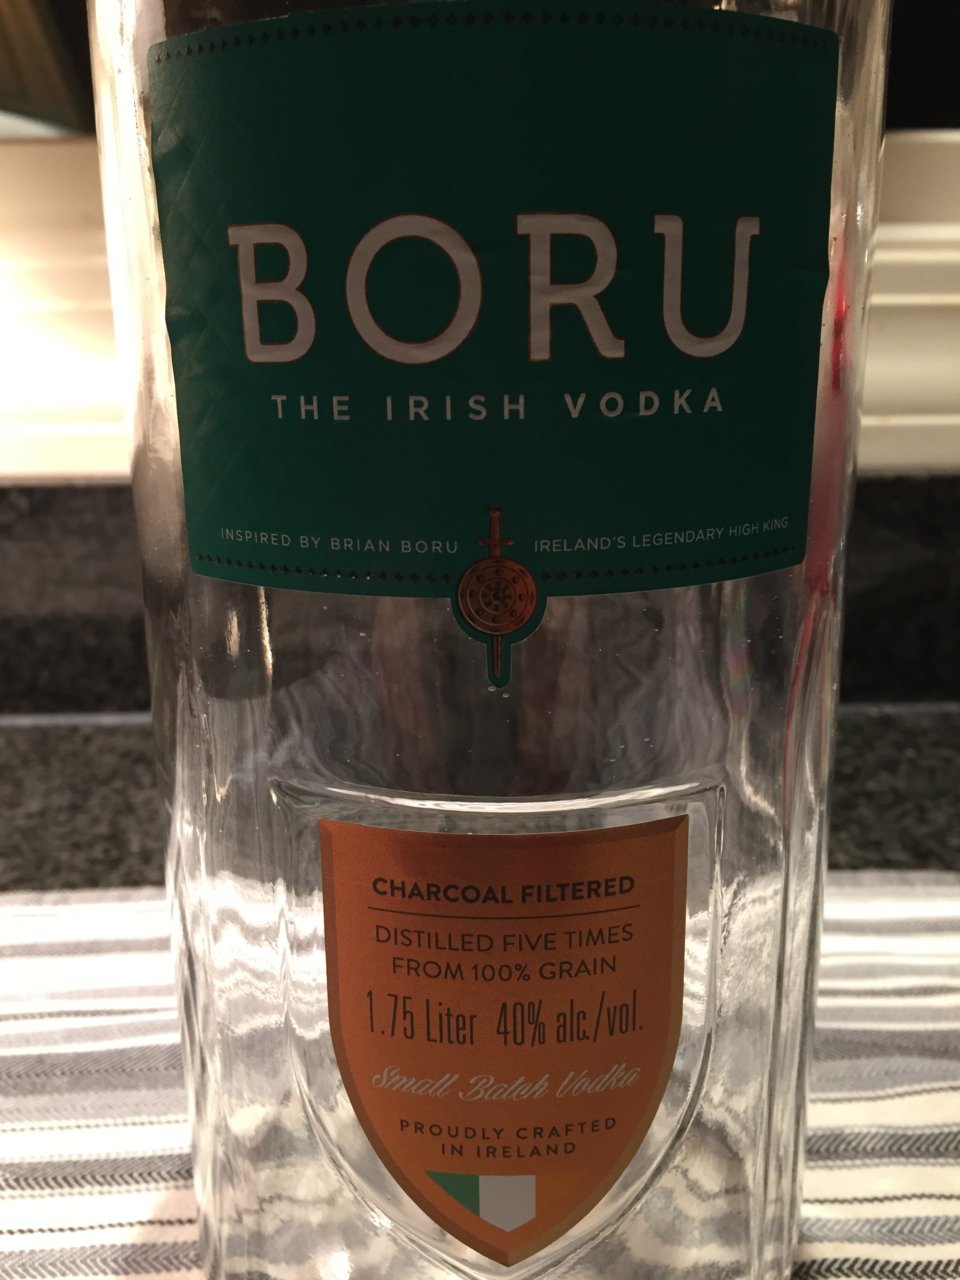 BORU
THE IRISH VODKA
INSPIRED BY BRIAN BORU IRELAND'S LEGENDARY HIGH KING
CHARCOAL FILTERED
DISTILLED FIVE TIMES
FROM 100% GRAIN
1.75 Liter 40% alc./vol.
Small Batch Vodka
PROUDLY CRAFTED
IN IRELAND